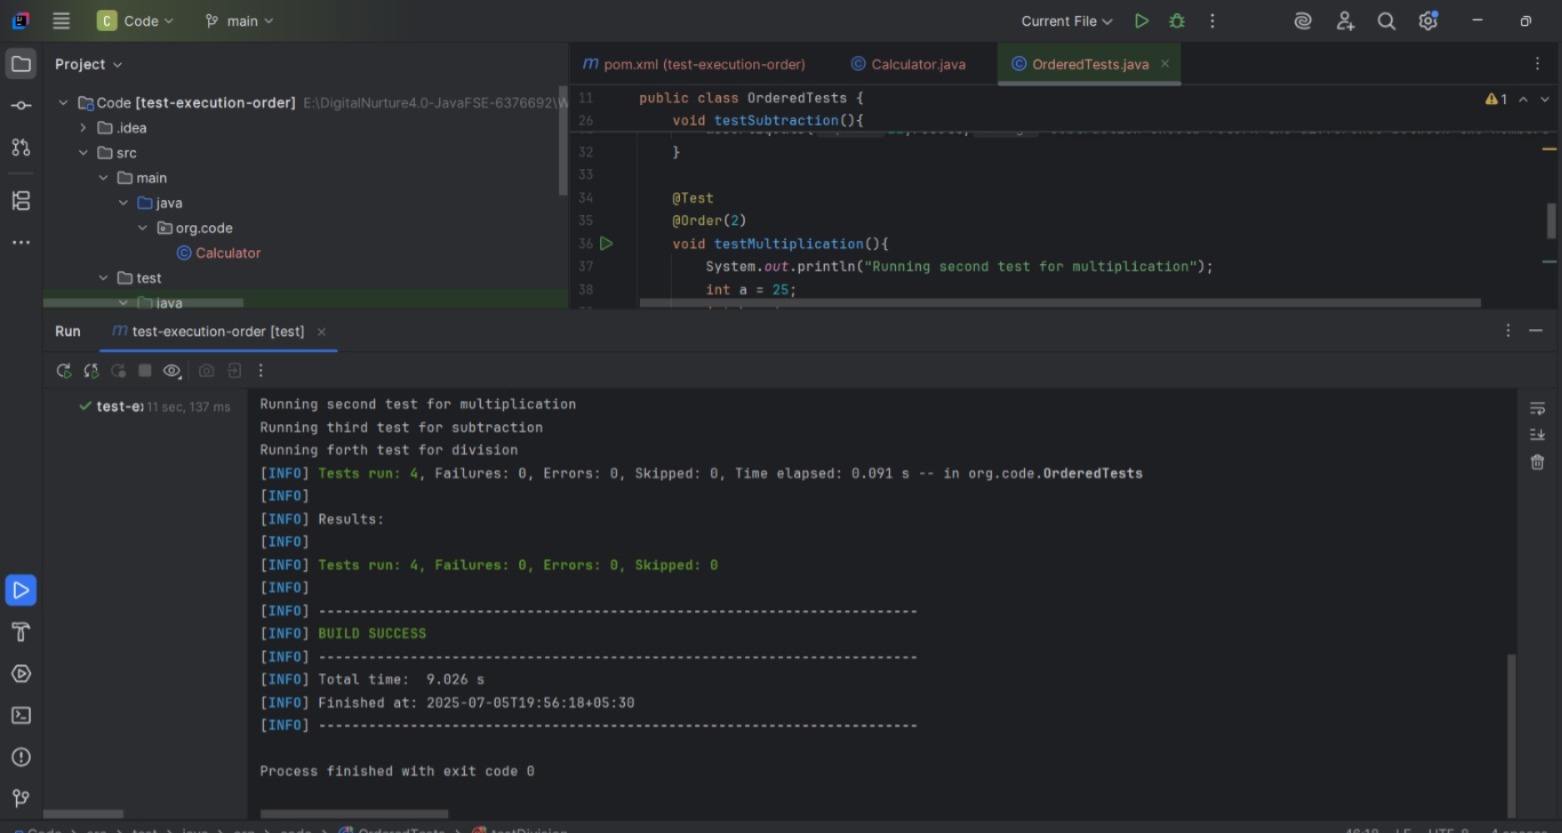 C Code main Current File
Project
pom.xml (test-execution-order) Calculator.java OrderedTests.java
Code [test-execution-order] E:\DigitalNurture4.0-JavaFSE-6376692\W
.idea
src
main
java
org.code
Calculator
test
java
11 public class OrderedTests {
26 void testSubtraction(){
32 }
33
34 @Test
35 @Order(2)
36 void testMultiplication(){
37 System.out.println("Running second test for multiplication");
38 int a = 25;
1
Run test-execution-order [test]
test-e: 11 sec, 137 ms
Running second test for multiplication
Running third test for subtraction
Running forth test for division
[INFO] Tests run: 4, Failures: 0, Errors: 0, Skipped: 0, Time elapsed: 0.091 s -- in org.code.OrderedTests
[INFO]
[INFO] Results:
[INFO]
[INFO] Tests run: 4, Failures: 0, Errors: 0, Skipped: 0
[INFO]
[INFO] ------------------------------------------------------------------------
[INFO] BUILD SUCCESS
[INFO] ------------------------------------------------------------------------
[INFO] Total time:  9.026 s
[INFO] Finished at: 2025-07-05T19:56:18+05:30
[INFO] ------------------------------------------------------------------------
Process finished with exit code 0